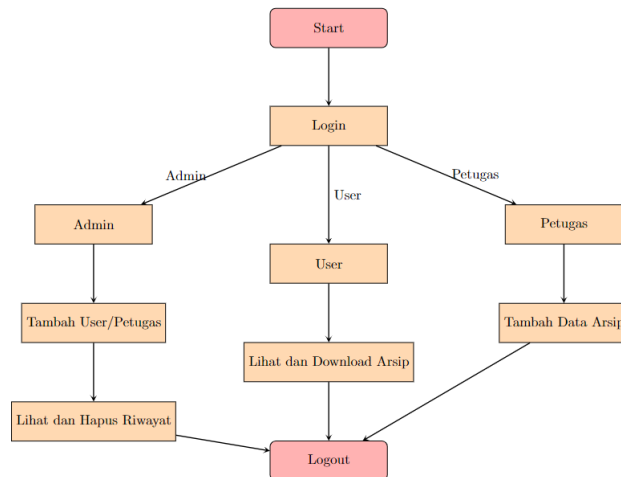 Start
Login
Admin
User
Petugas
Admin
User
Petugas
Tambah User/Petugas
Lihat dan Download Arsip
Tambah Data Arsip
Lihat dan Hapus Riwayat
Logout